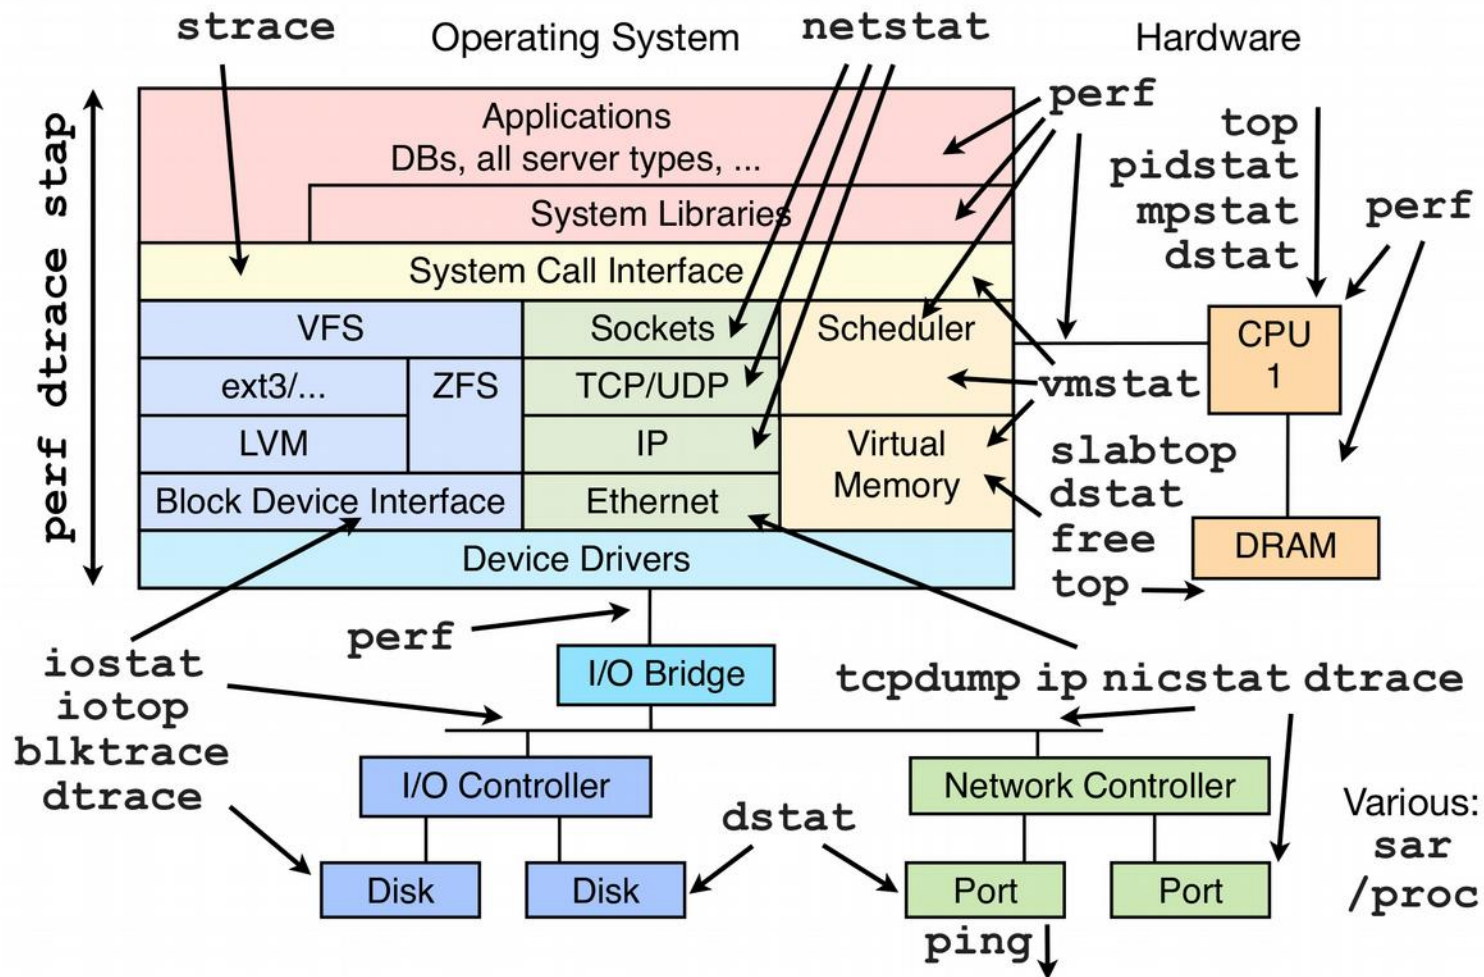 strace
Operating System
netstat
Hardware
perf
top
pidstat
mpstat
dstat
perf
perf dtrace stap
Applications
DBs, all server types, ...
System Libraries
System Call Interface
VFS
Sockets
Scheduler
CPU
1
ext3/...
ZFS
TCP/UDP
vmstat
LVM
IP
Virtual
Memory
slabtop
dstat
free
top
Block Device Interface
Ethernet
DRAM
Device Drivers
perf
iostat
iotop
blktrace
dtrace
I/O Bridge
tcpdump ip nicstat dtrace
I/O Controller
Network Controller
dstat
Various:
sar
/proc
Disk
Disk
Port
Port
ping